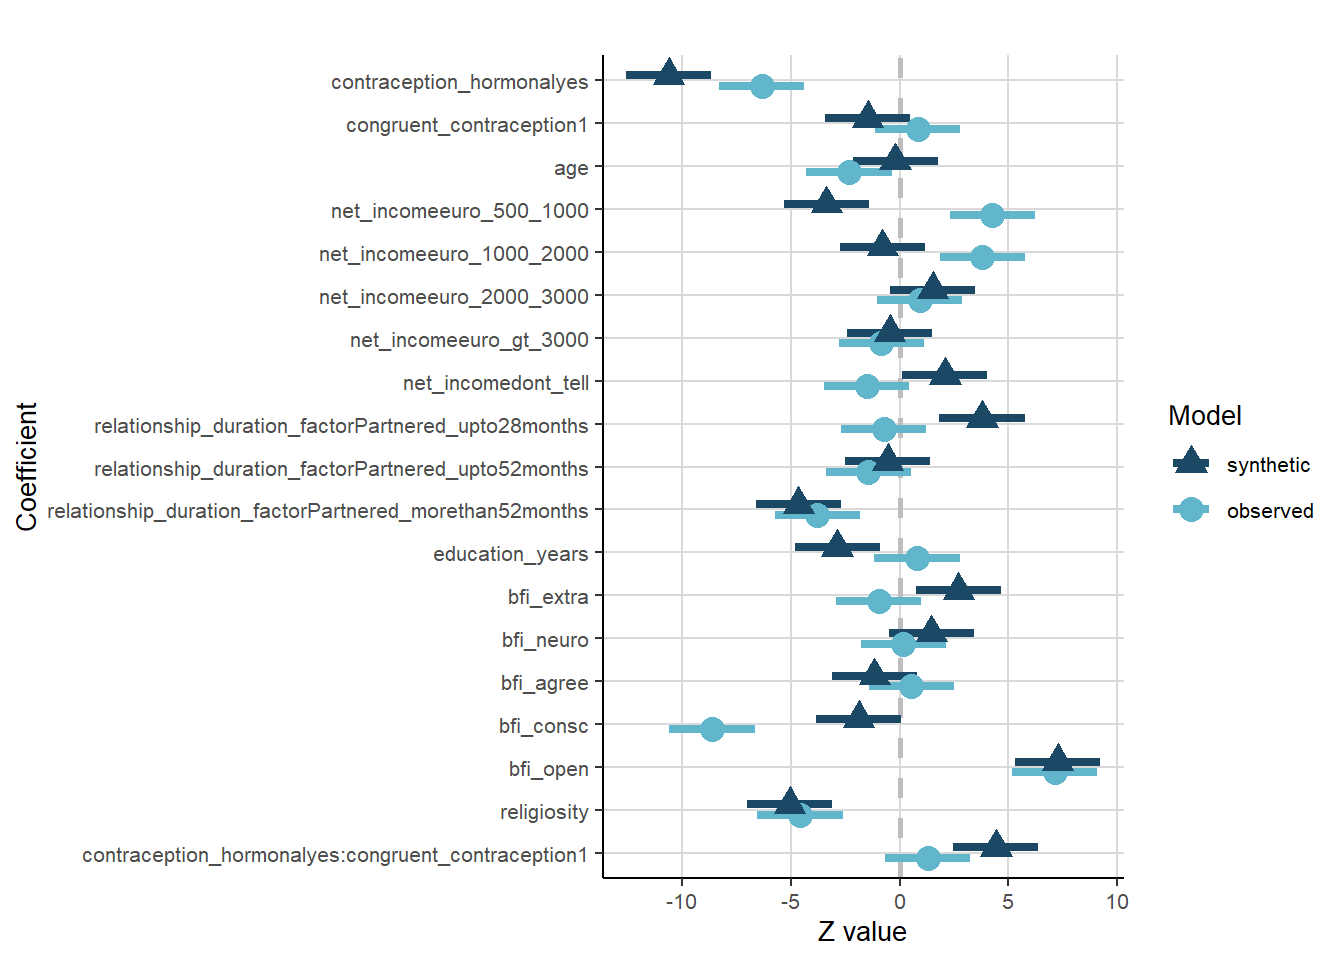 contraception_hormonalyes
congruent_contraception1
age
net_incomeeuro_500_1000
net_incomeeuro_1000_2000
net_incomeeuro_2000_3000
net_incomeeuro_gt_3000
net_incomedont_tell
relationship_duration_factorPartnered_upto28months
relationship_duration_factorPartnered_upto52months
relationship_duration_factorPartnered_morethan52months
education_years
bfi_extra
bfi_neuro
bfi_agree
bfi_consc
bfi_open
religiosity
contraception_hormonalyes:congruent_contraception1
Coefficient
-10 -5 0 5 10
Z value
Model
synthetic
observed